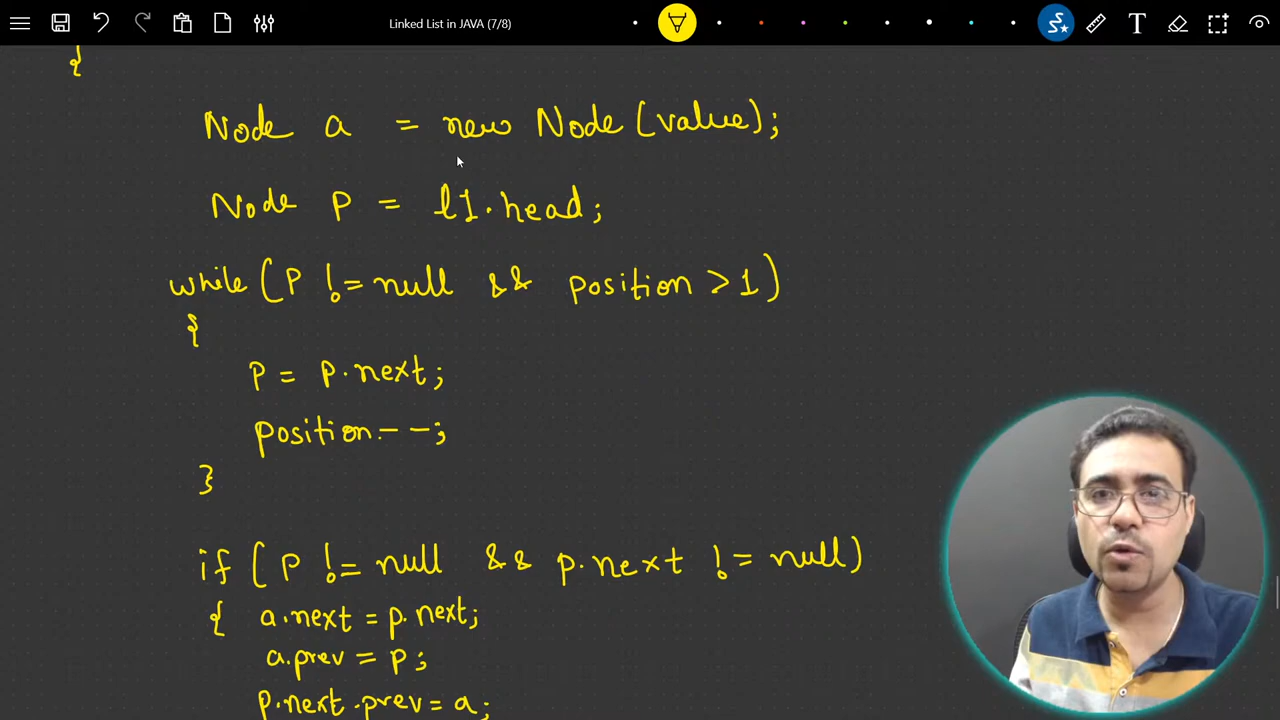 Linked List in JAVA (7/8)
T
{
Node a = new Node(value);
Node p = l1.head;
while(p != null && position > 1)
{
p = p.next;
position--;
}
if (p != null && p.next != null)
{ a.next = p.next;
a.prev = p;
p.next.prev = a;